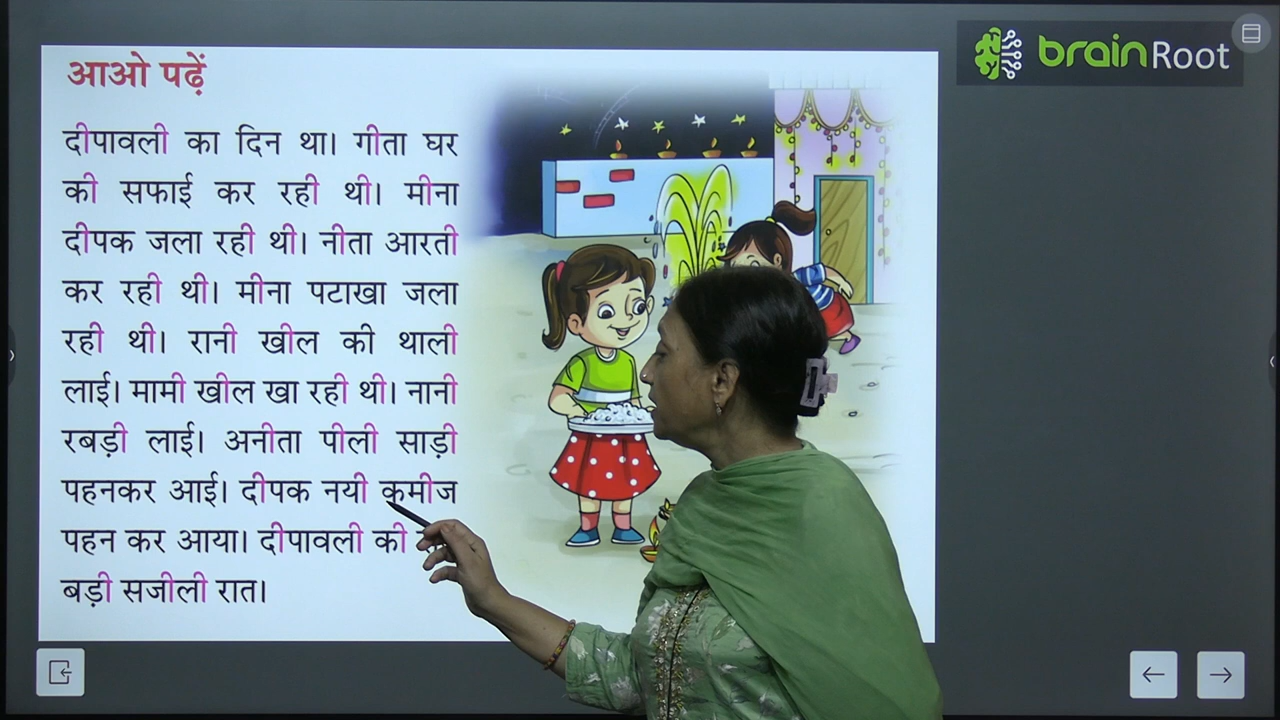 आओ पढ़ें
दीपावली का दिन था। गीता घर
की सफाई कर रही थी। मीना
दीपक जला रही थी। नीता आरती
कर रही थी। मीना पटाखा जला
रही थी। रानी खील की थाली
लाई। मामी खील खा रही थी। नानी
रबड़ी लाई। अनीता पीली साड़ी
पहनकर आई। दीपक नयी कमीज
पहन कर आया। दीपावली की
बड़ी सजीली रात।
brainRoot